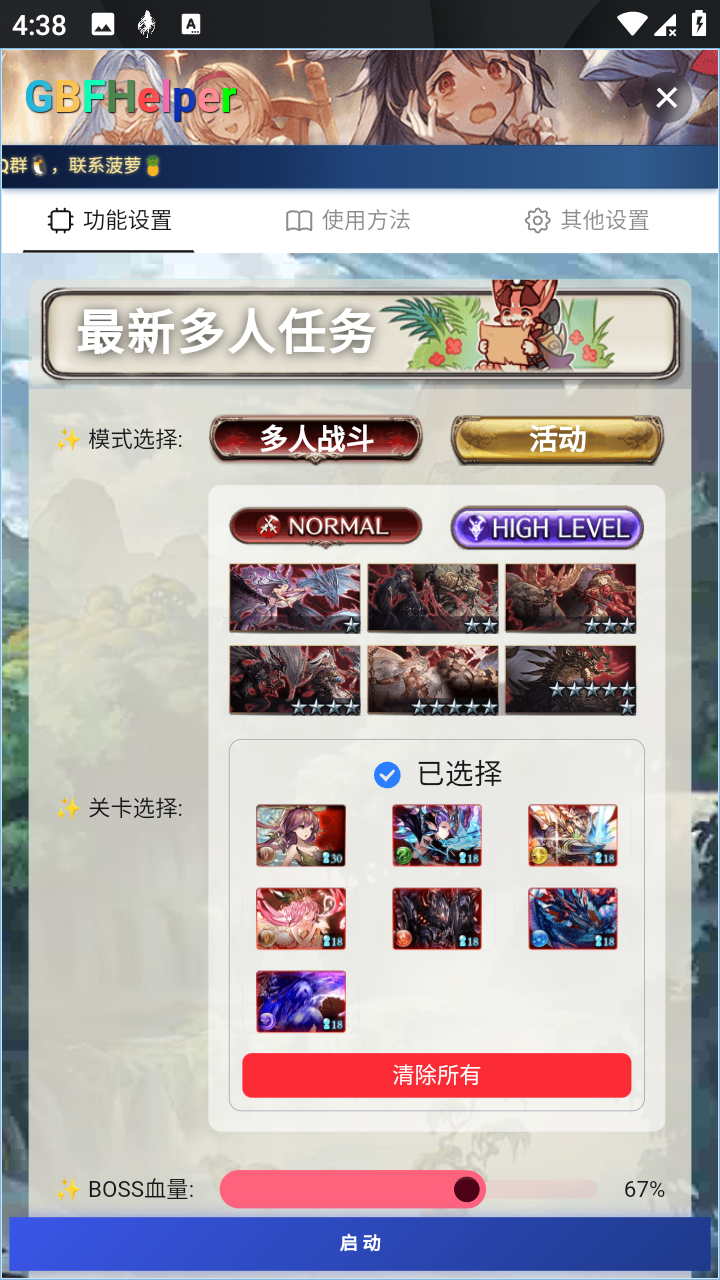 4:38
A
GBFHelper
Q群🐧，联系菠萝🍍
功能设置 使用方法 其他设置
最新多人任务
✨ 模式选择: 多人战斗 活动
NORMAL HIGH LEVEL
已选择
✨ 关卡选择:
30 18 18
18 18 18
18
清除所有
✨ BOSS血量: 67%
启动